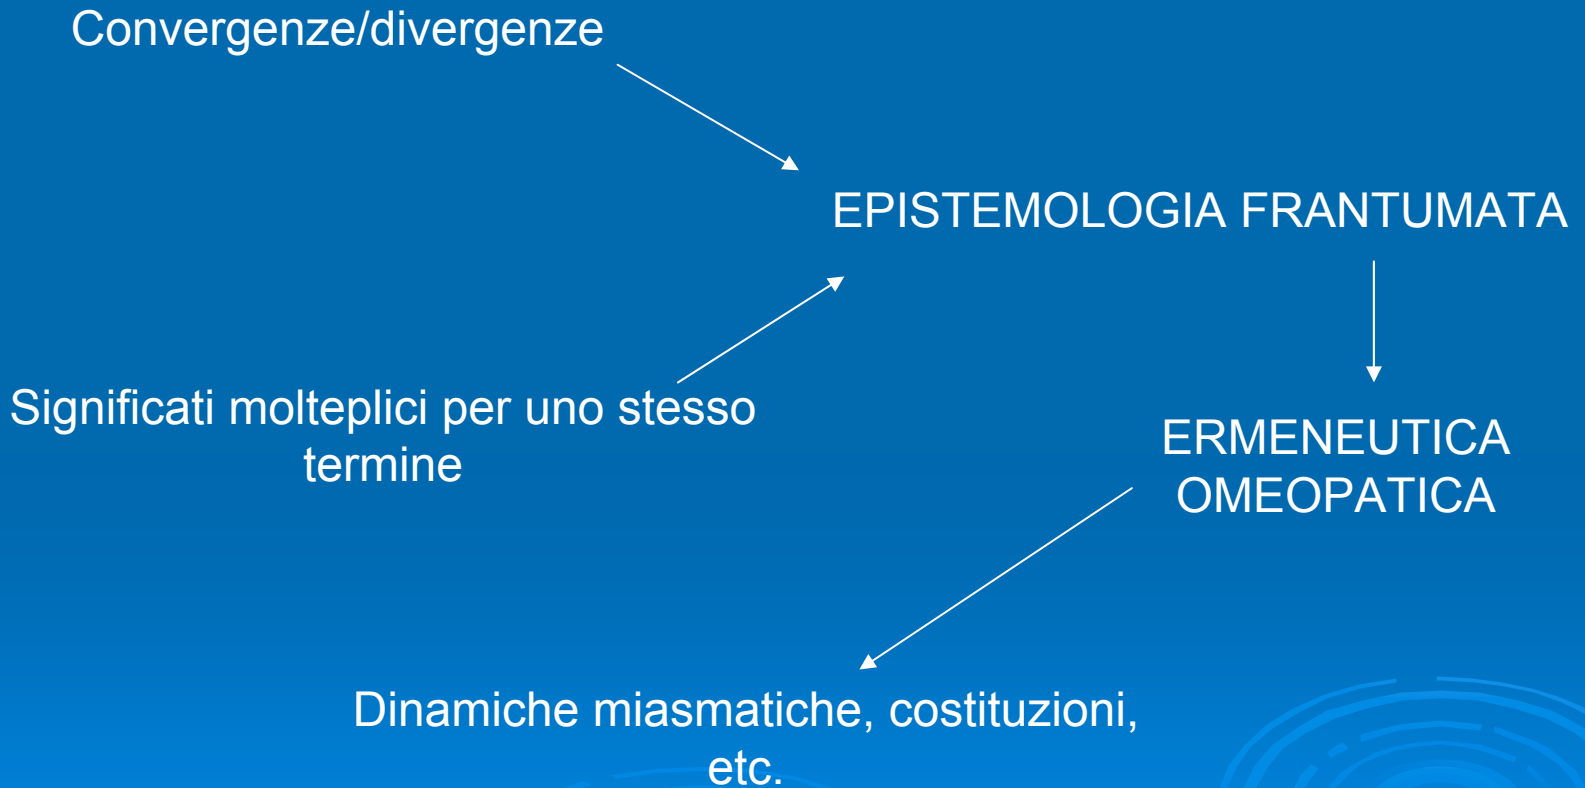 Convergenze/divergenze
EPISTEMOLOGIA FRANTUMATA
Significati molteplici per uno stesso
termine
ERMENEUTICA
OMEOPATICA
Dinamiche miasmatiche, costituzioni,
etc.